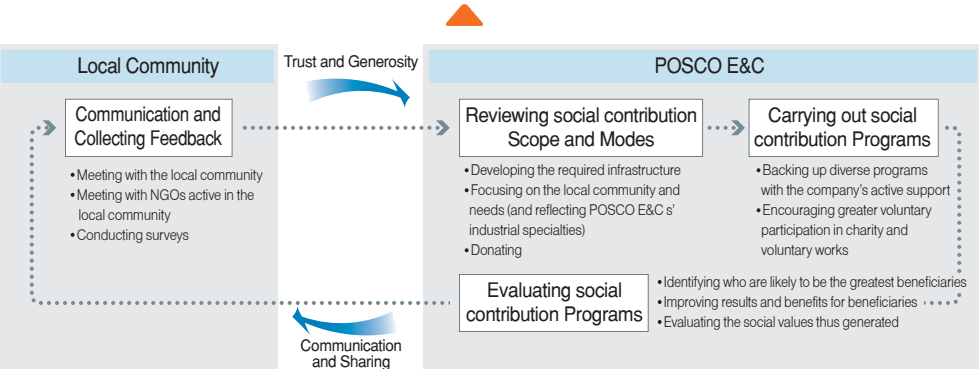 Local Community
Trust and Generosity
POSCO E&C
Communication and
Collecting Feedback
•Meeting with the local community
•Meeting with NGOs active in the
local community
•Conducting surveys
Reviewing social contribution
Scope and Modes
•Developing the required infrastructure
•Focusing on the local community and
needs (and reflecting POSCO E&C s'
industrial specialties)
•Donating
Carrying out social
contribution Programs
•Backing up diverse programs
with the company's active support
•Encouraging greater voluntary
participation in charity and
voluntary works
Evaluating social
contribution Programs
•Identifying who are likely to be the greatest beneficiaries
•Improving results and benefits for beneficiaries
•Evaluating the social values thus generated
Communication
and Sharing